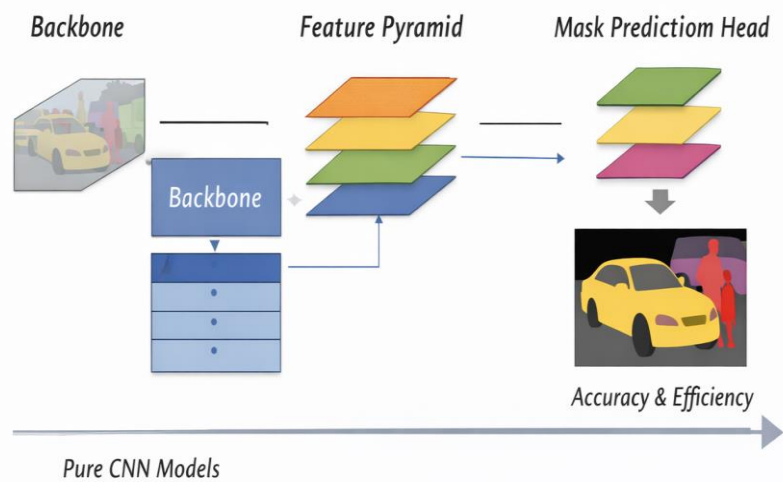 Backbone
Feature Pyramid
Mask Predictiom Head
Backbone
Accuracy & Efficiency
Pure CNN Models